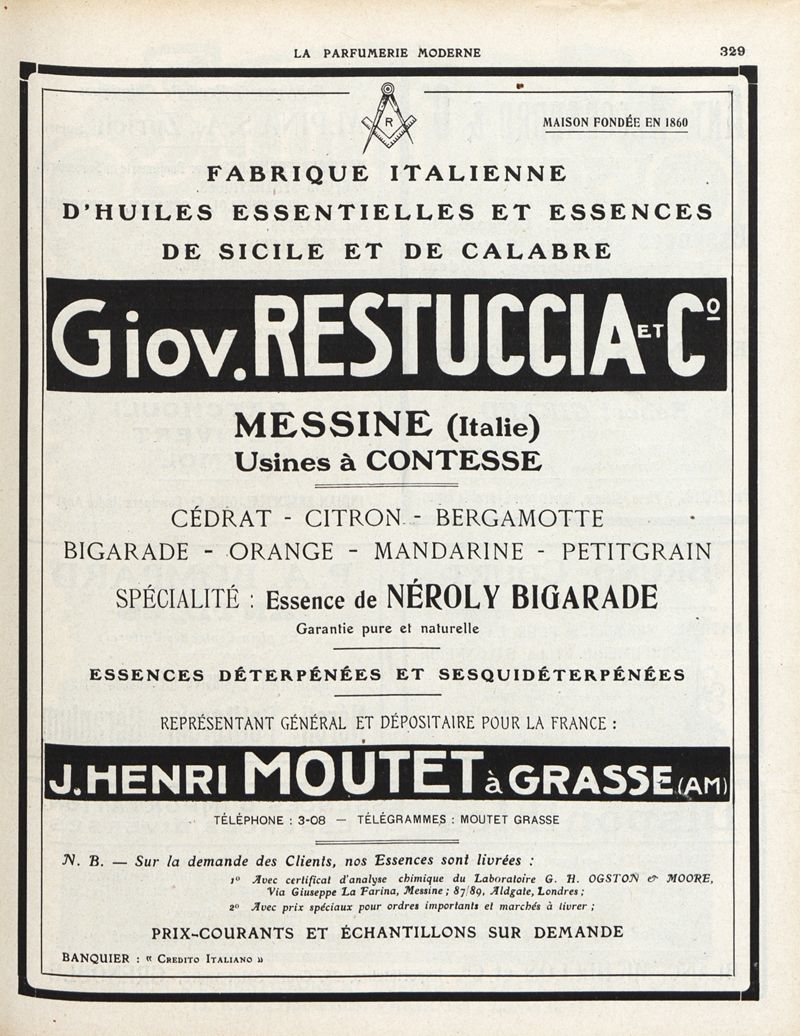 LA PARFUMERIE MODERNE 329
R
MAISON FONDÉE EN 1860
FABRIQUE ITALIENNE
D'HUILES ESSENTIELLES ET ESSENCES
DE SICILE ET DE CALABRE
Giov. RESTUCCIA ET Cº
MESSINE (Italie)
Usines à CONTESSE
CÉDRAT - CITRON - BERGAMOTTE
BIGARADE - ORANGE - MANDARINE - PETITGRAIN
SPÉCIALITÉ : Essence de NÉROLY BIGARADE
Garantie pure et naturelle
ESSENCES DÉTERPÉNÉES ET SESQUIDÉTERPÉNÉES
REPRÉSENTANT GÉNÉRAL ET DÉPOSITAIRE POUR LA FRANCE :
J. HENRI MOUTET à GRASSE (AM)
TÉLÉPHONE : 3-08 — TÉLÉGRAMMES : MOUTET GRASSE
N. B. — Sur la demande des Clients, nos Essences sont livrées :
1º Avec certificat d'analyse chimique du Laboratoire G. H. OGSTON & MOORE,
Via Giuseppe La Farina, Messine ; 87/89, Aldgate, Londres ;
2º Avec prix spéciaux pour ordres importants et marchés à livrer ;
PRIX-COURANTS ET ÉCHANTILLONS SUR DEMANDE
BANQUIER : « CREDITO ITALIANO »